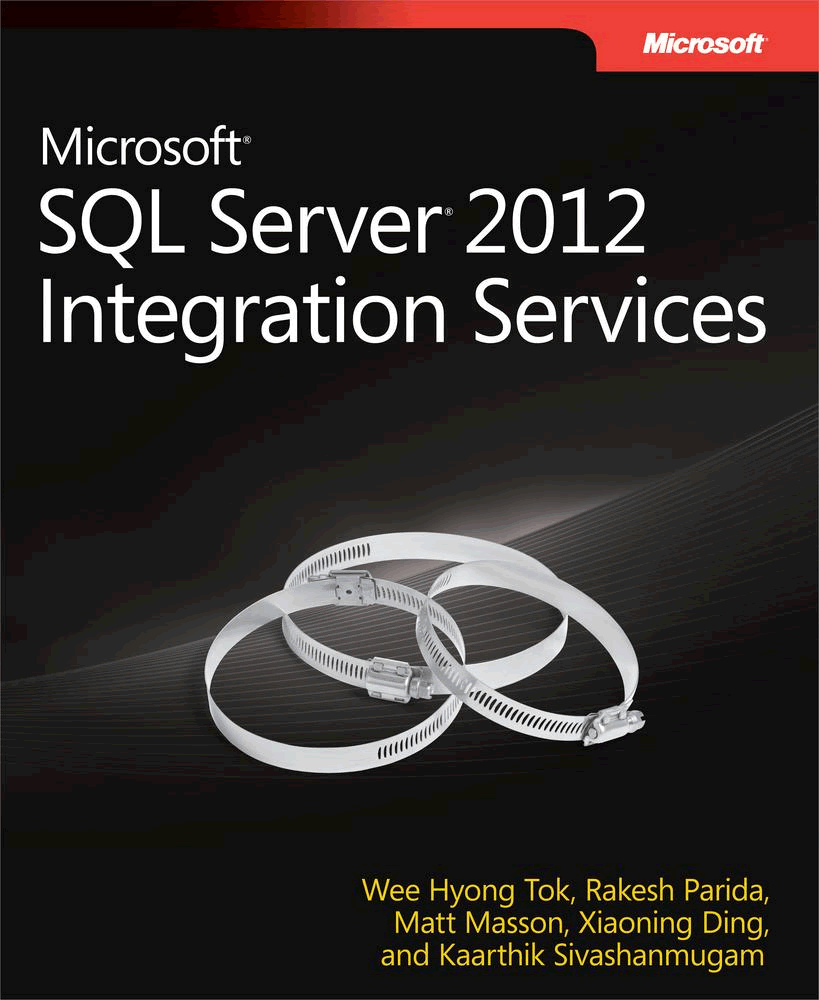 Microsoft®
Microsoft®
SQL Server® 2012
Integration Services
Wee Hyong Tok, Rakesh Parida,
Matt Masson, Xiaoning Ding,
and Kaarthik Sivashanmugam